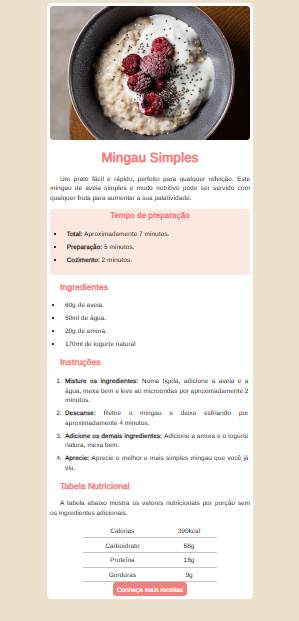 Mingau Simples
Um prato fácil e rápido, perfeito para qualquer refeição. Este
mingau de aveia simples e muito nutritivo pode ser servido com
qualquer fruta para aumentar a sua palatividade.
Tempo de preparação
Total: Aproximadamente 7 minutos.
Preparação: 5 minutos.
Cozimento: 2 minutos.
Ingredientes
60g de aveia.
50ml de água.
20g de amora.
170ml de iogurte natural
Instruções
1. Misture os ingredientes: Numa tigela, adicione a aveia e a
água, mexa bem e leve ao microondas por aproximadamente 2
minutos.
2. Descanse: Retire o mingau e deixe esfriando por
aproximadamente 4 minutos.
3. Adicione os demais ingredientes: Adicione a amora e o iogurte
natura, mexa bem.
4. Aprecie: Aprecie o melhor e mais simples mingau que você já
viu.
Tabela Nutricional
A tabela abaixo mostra os valores nutricionais por porção sem
os ingredientes adicionais.
Calorias 390kcal
Carboidrato 58g
Proteína 18g
Gorduras 9g
Conheça mais receitas